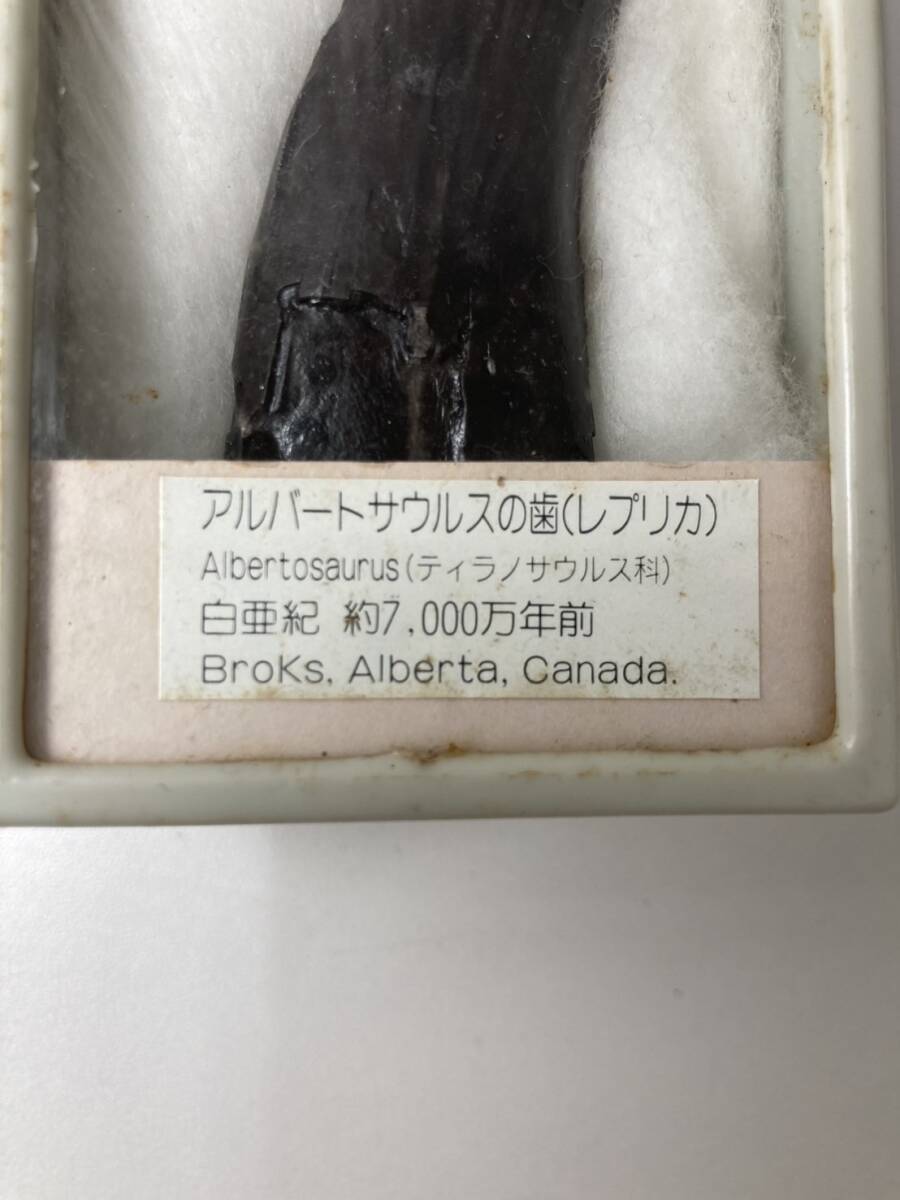 アルバートサウルスの歯(レプリカ)
Albertosaurus(ティラノサウルス科)
白亜紀 約7,000万年前
BroKs, Alberta, Canada.